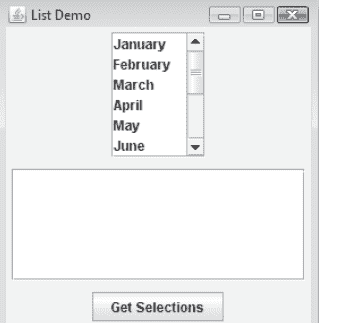 List Demo
January
February
March
April
May
June
Get Selections